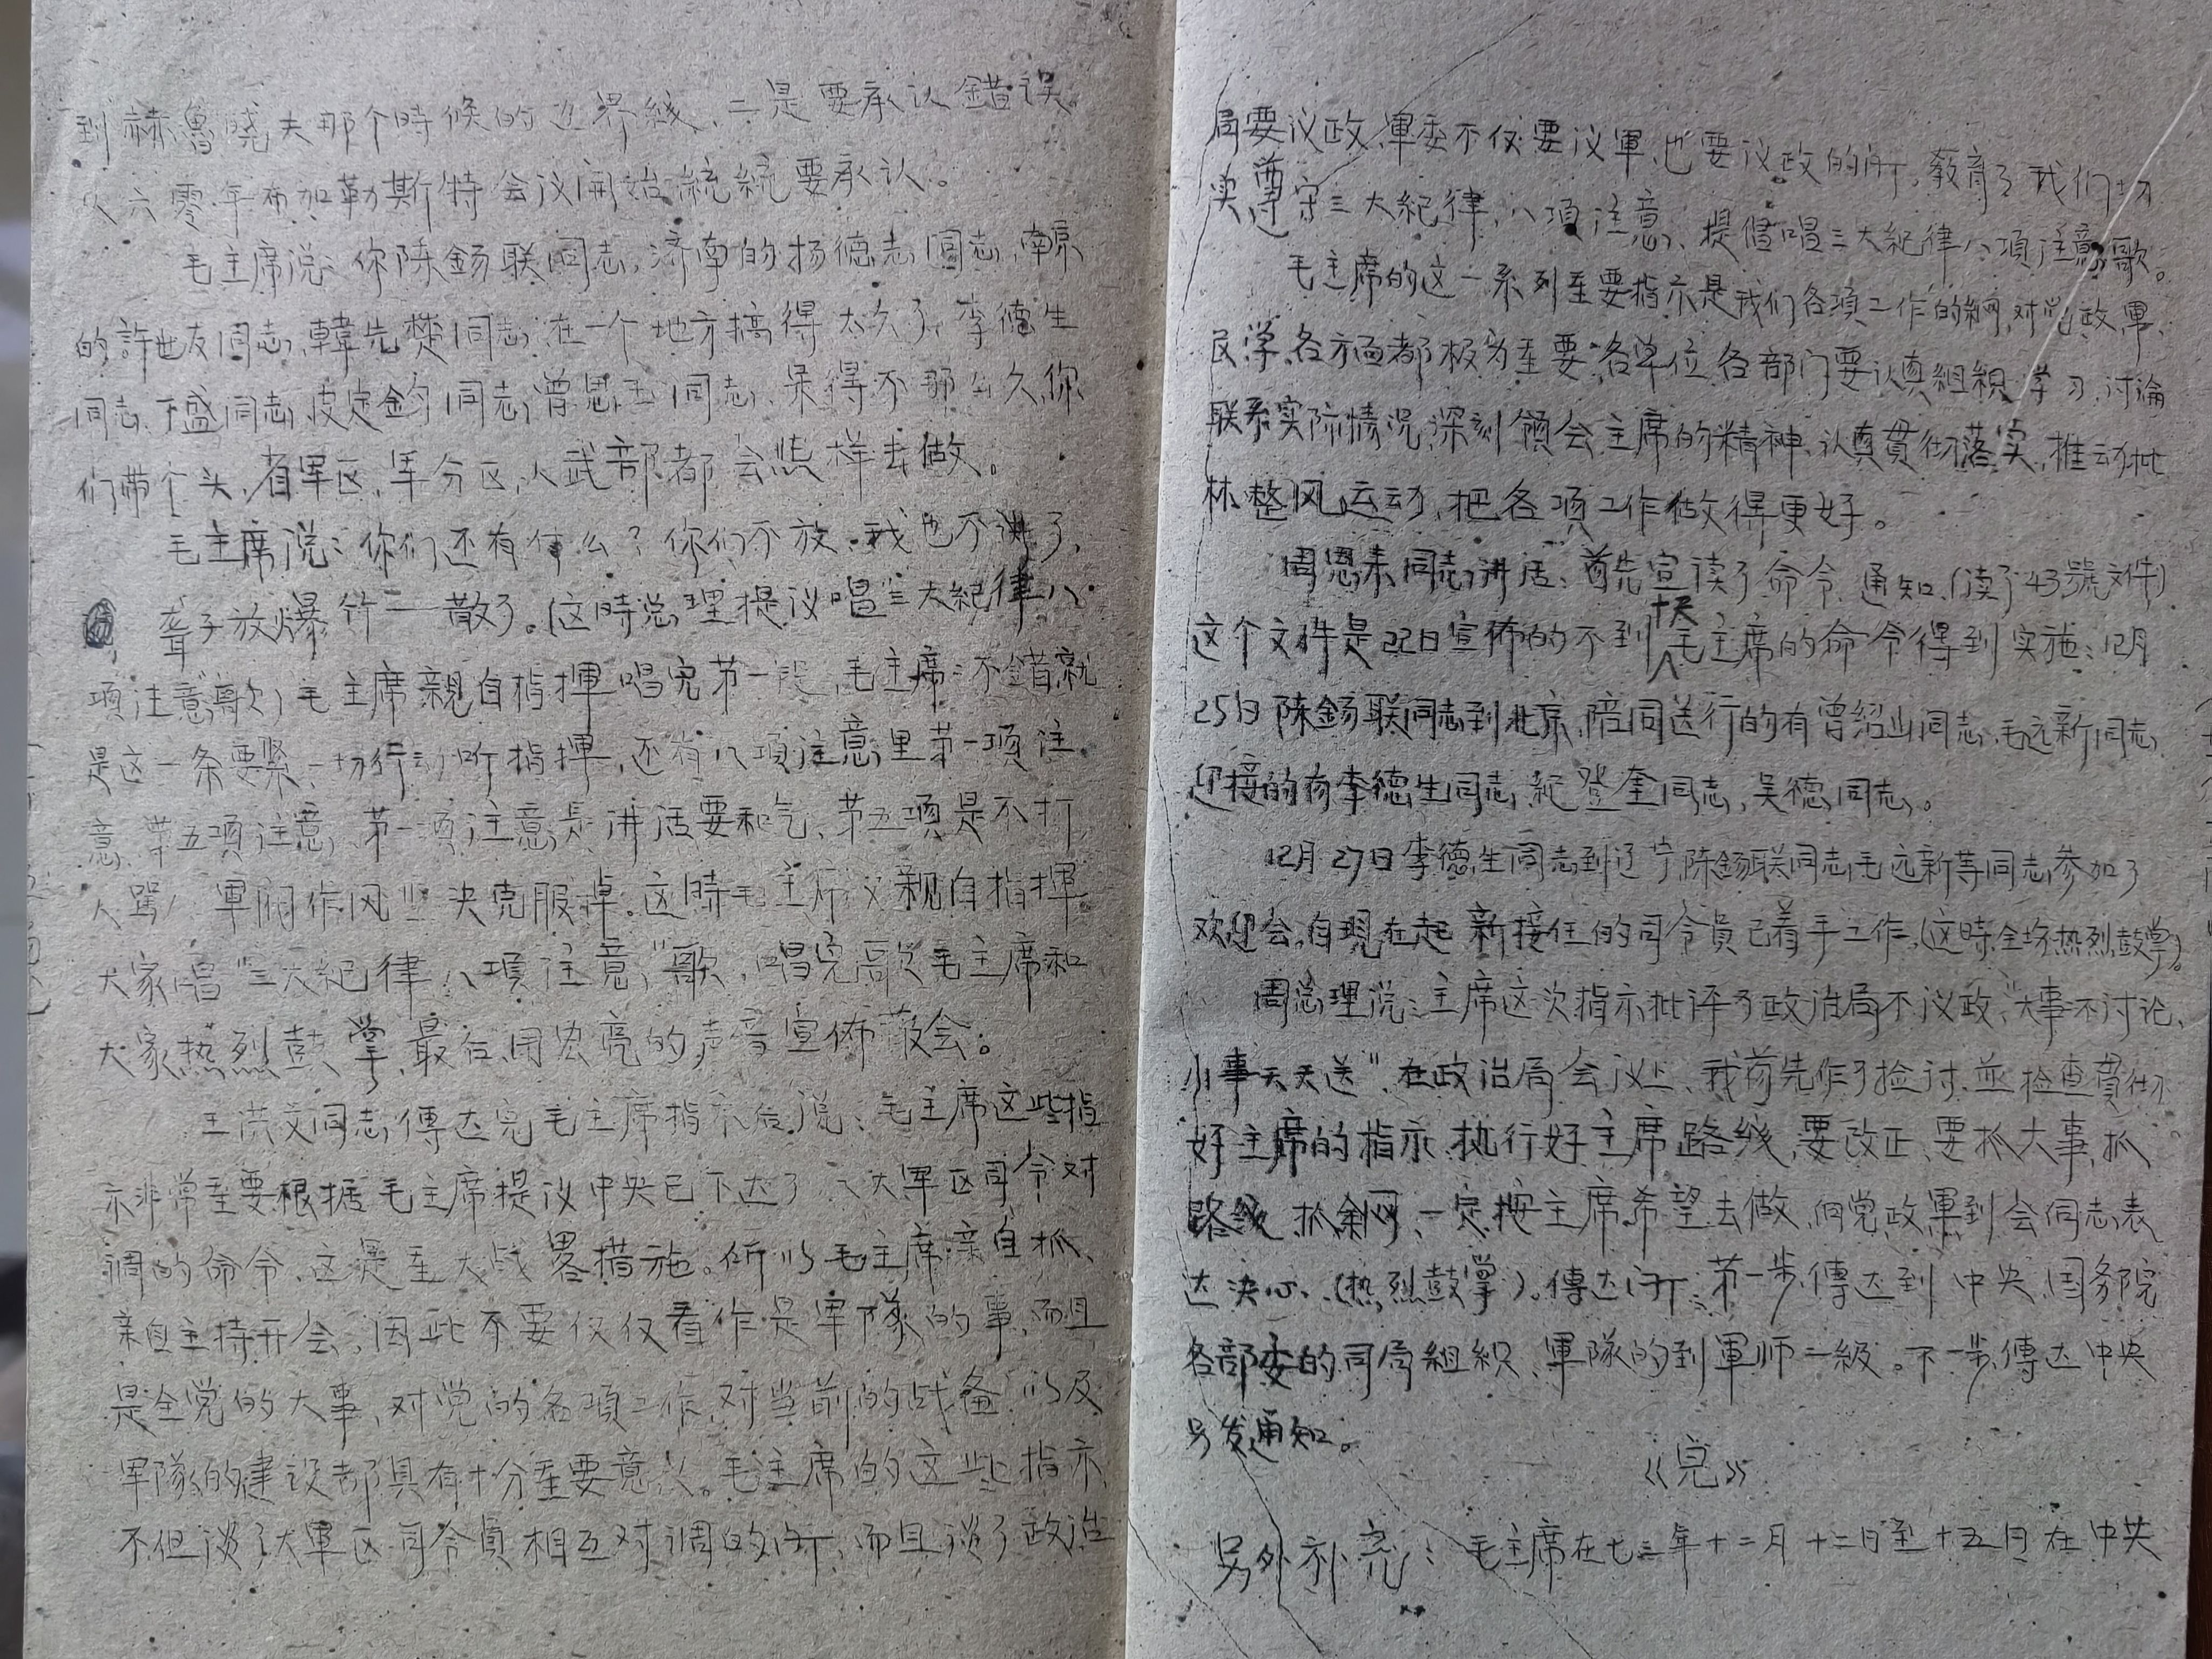 到赫魯晓夫那个時候的边界綫、二是要承认錯误。
从六零年布加勒斯特会议開始統統要承认。
毛主席说：你陈錫联同志，济南的扬德志同志，南京
的許世友同志，韓先楚同志，在一个地方搞得太久了，李德生
同志、丁盛同志，皮定鈞同志，曾思玉同志，呆得不那么久，你
们带个头，省軍区，軍分区，人武部都会怎样去做。
毛主席说：你们还有什么？你们不放，我也不讲了，
聋子放爆竹——散了。（这時总理提议唱“三大紀律、八
項注意”歌）毛主席親自指揮，唱完第一段，毛主席：不錯就
是这一条要緊，一切行动听指揮，还有八項注意里第一項注
意、第五項注意，第一項注意是讲话要和气、第五項是不打
人罵人，軍阀作风坚决克服掉。这時毛主席又親自指揮
大家唱“三大紀律、八項注意”歌，唱完歌后毛主席和
大家热烈鼓掌，最后，用宏亮的声音宣佈散会。
王洪文同志傳达完毛主席指示后，说：毛主席这些指
示非常重要根据毛主席提议中央已下达了八大軍区司令对
調的命令，这是重大战畧措施。所以毛主席亲自抓、
亲自主持开会，因此不要仅仅看作是軍隊的事，而且
是全党的大事，对党的各項工作，对当前的战备，以及
軍隊的建设都具有十分重要意义。毛主席的这些指示
不但谈了大軍区司令員相互对調的问，而且谈了政治
局要议政，軍委不仅要议軍，也要议政的问，教育了我们切
实遵守三大紀律，八項注意、提倡唱三大紀律八項注意歌。
毛主席的这一系列重要指示是我们各項工作的綱，对党政軍、
民学、各方面都极为重要，各单位各部门要认真組織学习，讨論
联系实际情况，深刻領会主席的精神，认真貫彻落实，推动批
林整风运动，把各項工作做得更好。
周恩来同志讲话：首先宣读了命令、通知，（读了43號文件）
这个文件是22日宣佈的不到十天毛主席的命令得到实施：12月
25日陈錫联同志到北京，陪同送行的有曾绍山同志，毛远新同志，
迎接的有李德生同志，紀登奎同志，吴德同志。
12月27日李德生同志到辽宁，陈錫联同志，毛远新等同志参加了
欢迎会，自現在起新接任的司令員已着手工作，（这時，全场热烈鼓掌）。
周总理说：主席这次指示批评了政治局不议政，“大事不讨论、
小事天天送”，在政治局会议上、我首先作了检讨，並检查貫彻
好主席的指示，执行好主席路线，要改正、要抓大事，抓
路线，抓綱，一定按主席希望去做，向党政軍到会同志表
达决心，（热烈鼓掌）。傳达问：第一步傳达到中央、国务院
各部委的司局組織、軍隊的到軍师一級。下一步傳达中央
另发通知。
《完》
另外补充：毛主席在七三年十二月十二日至十五日在中央